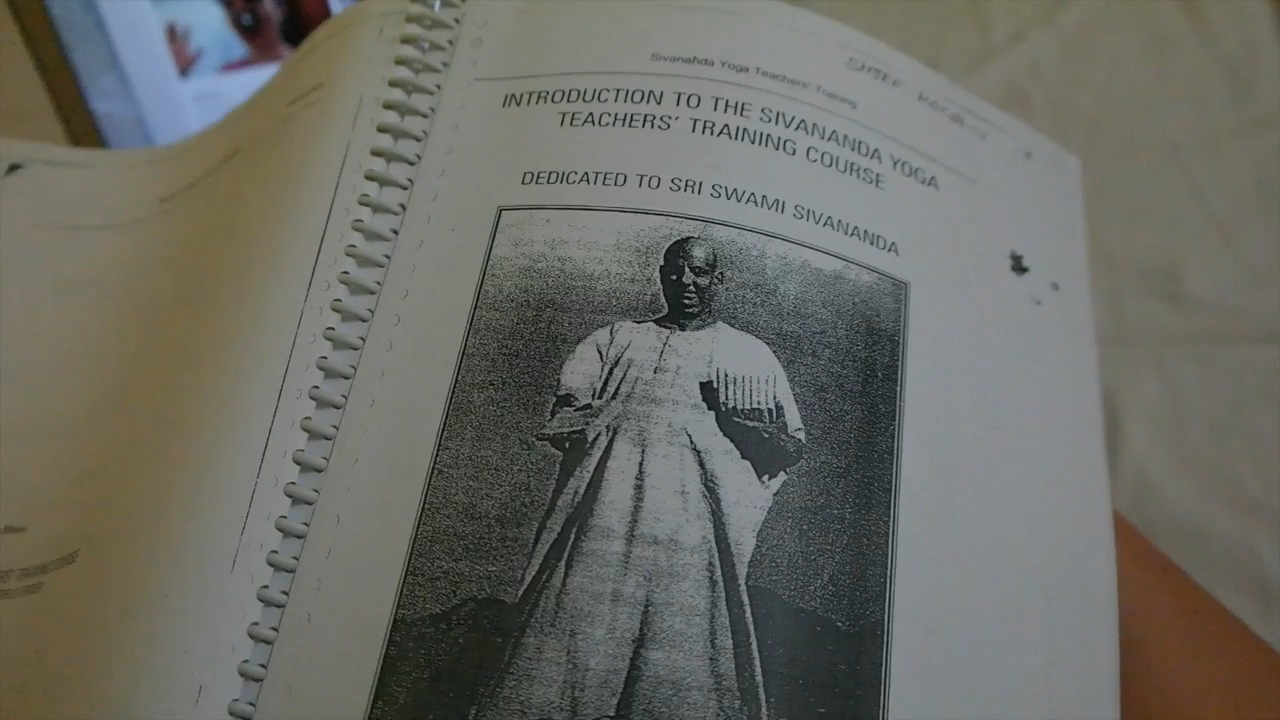 Sivananda Yoga Teachers' Training
INTRODUCTION TO THE SIVANANDA YOGA
TEACHERS' TRAINING COURSE
DEDICATED TO SRI SWAMI SIVANANDA